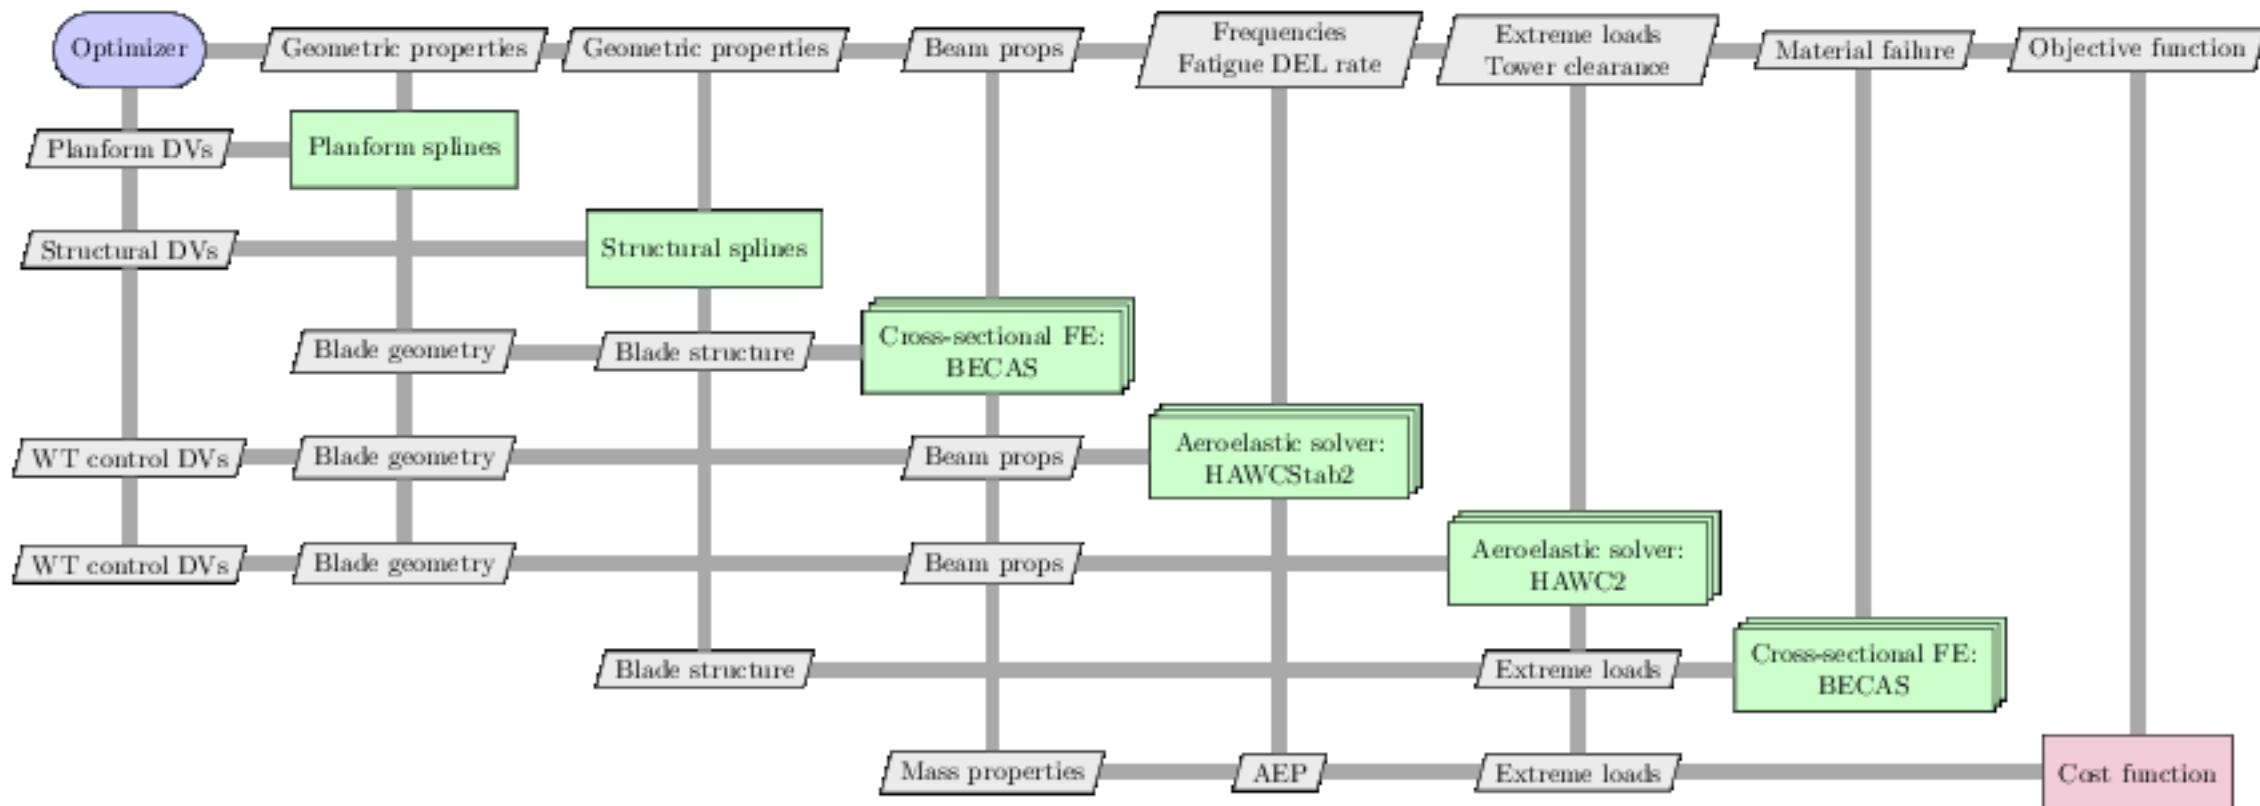 Optimizer
Geometric properties
Geometric properties
Beam props
Frequencies
Fatigue DEL rate
Extreme loads
Tower clearance
Material failure
Objective function
Planform DVs
Planform splines
Structural DVs
Structural splines
Blade geometry
Blade structure
Cross-sectional FE:
BECAS
WT control DVs
Blade geometry
Beam props
Aeroelastic solver:
HAWCStab2
WT control DVs
Blade geometry
Beam props
Aeroelastic solver:
HAWC2
Blade structure
Extreme loads
Cross-sectional FE:
BECAS
Mass properties
AEP
Extreme loads
Cost function